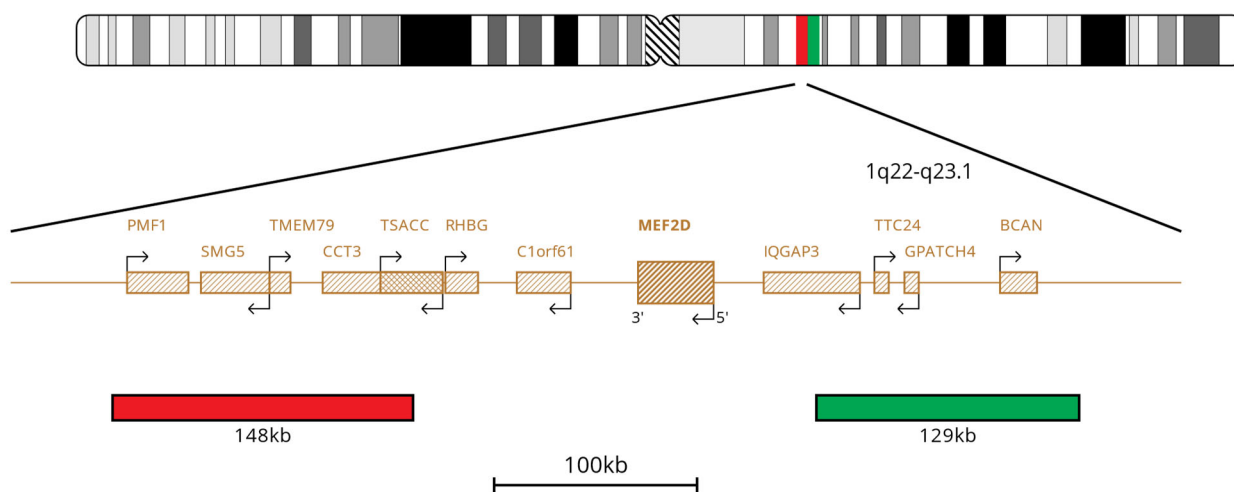 1q22-q23.1
PMF1 TMEM79 TSACC RHBG MEF2D TTC24 BCAN
SMG5 CCT3 C1orf61 IQGAP3 GPATCH4
3' 5'
148kb 129kb
100kb